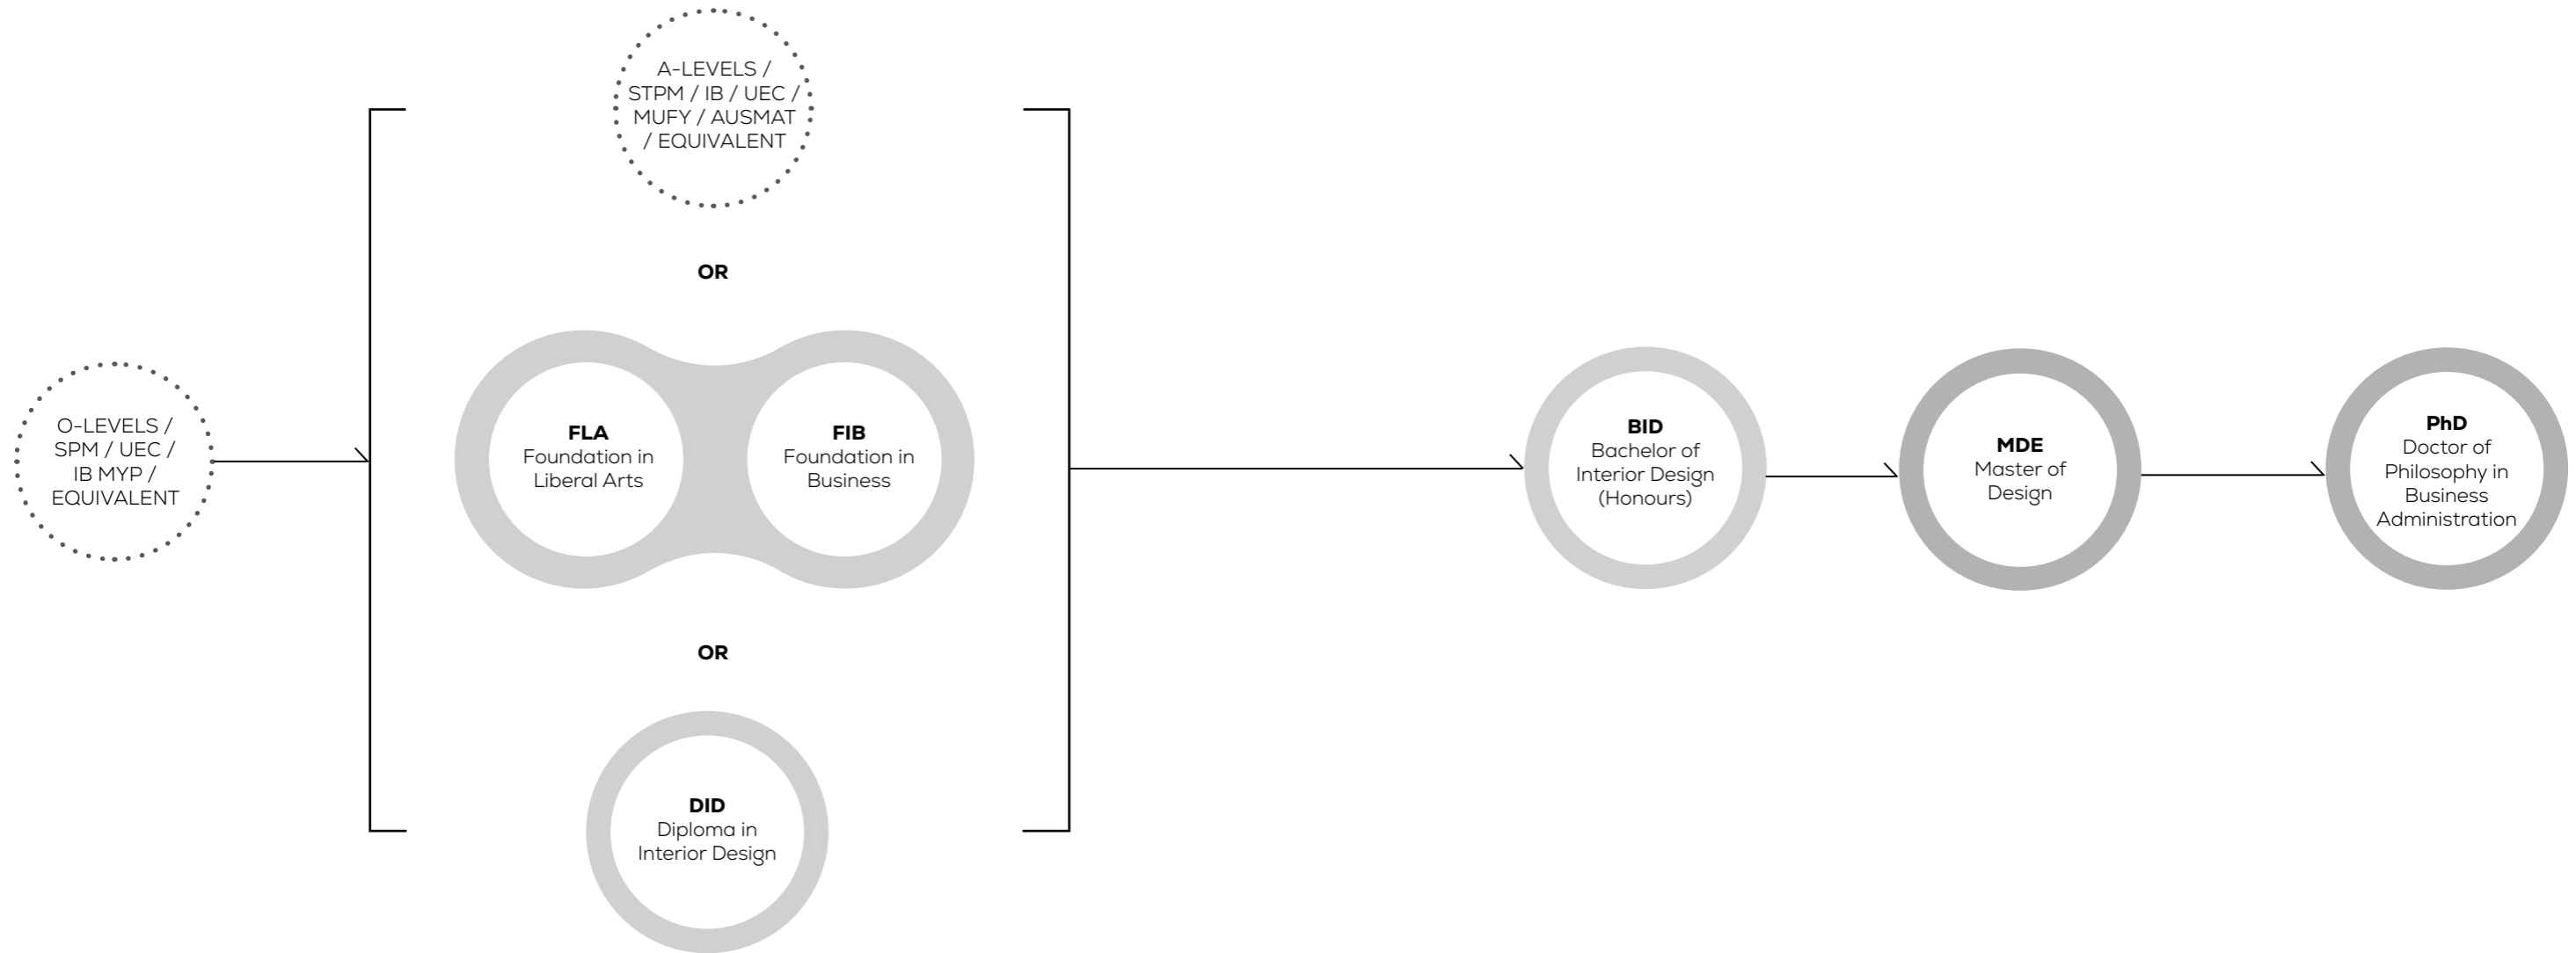 O-LEVELS /
SPM / UEC /
IB MYP /
EQUIVALENT
A-LEVELS /
STPM / IB / UEC /
MUFY / AUSMAT
/ EQUIVALENT
OR
FLA
Foundation in
Liberal Arts
FIB
Foundation in
Business
OR
DID
Diploma in
Interior Design
BID
Bachelor of
Interior Design
(Honours)
MDE
Master of
Design
PhD
Doctor of
Philosophy in
Business
Administration